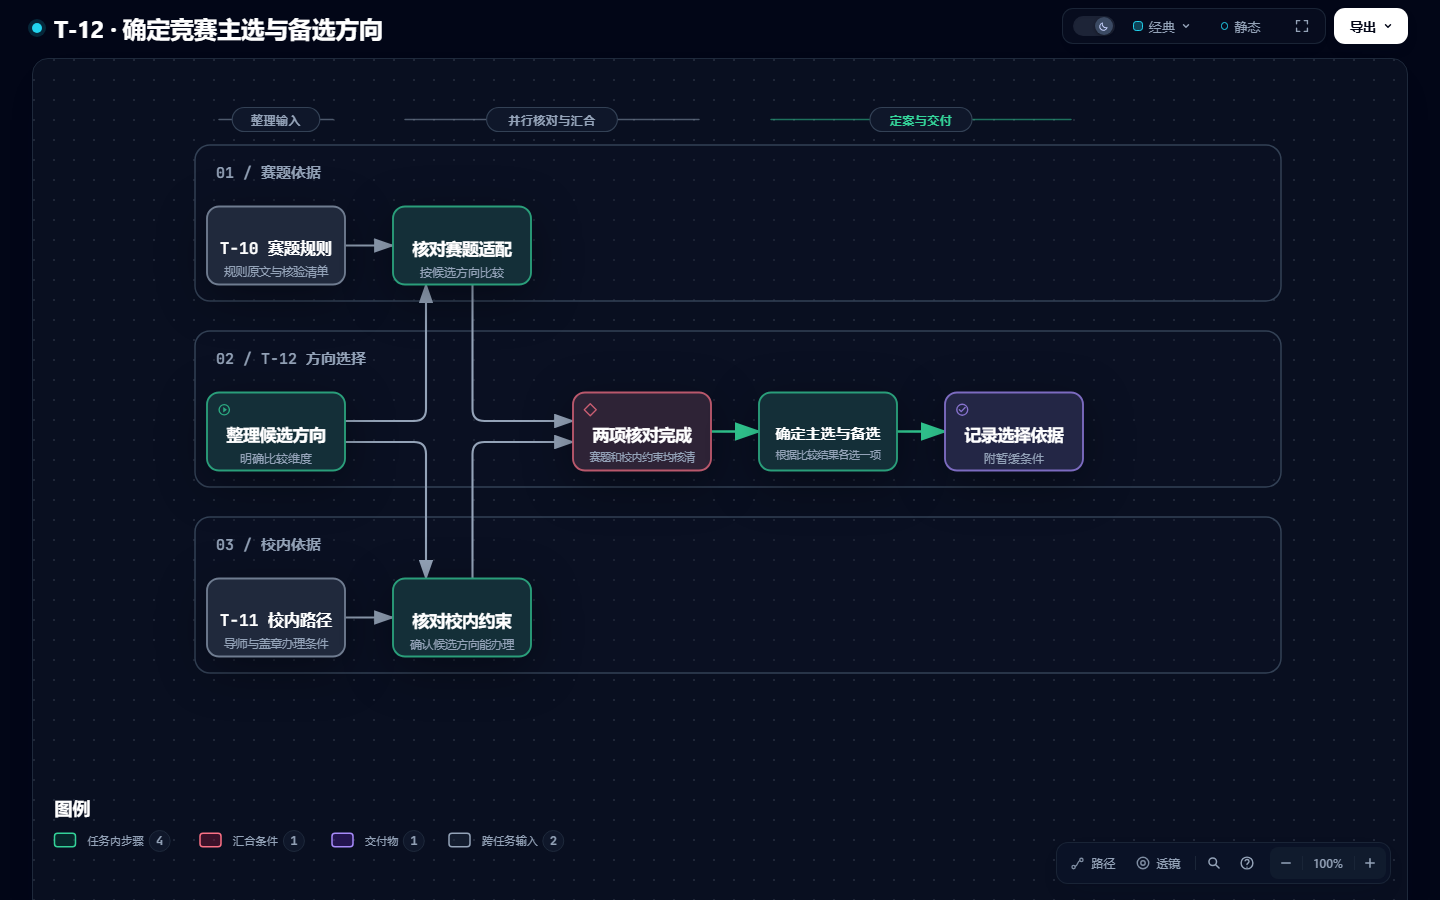 T-12 · 确定竞赛主选与备选方向
经典
静态
导出
整理输入
并行核对与汇合
定案与交付
01 / 赛题依据
T-10 赛题规则
规则原文与核验清单
核对赛题适配
按候选方向比较
02 / T-12 方向选择
整理候选方向
明确比较维度
两项核对完成
赛题和校内约束均核清
确定主选与备选
根据比较结果各选一项
记录选择依据
附暂缓条件
03 / 校内依据
T-11 校内路径
导师与盖章办理条件
核对校内约束
确认候选方向能办理
图例
任务内步骤 4
汇合条件 1
交付物 1
跨任务输入 2
路径
透镜
100%